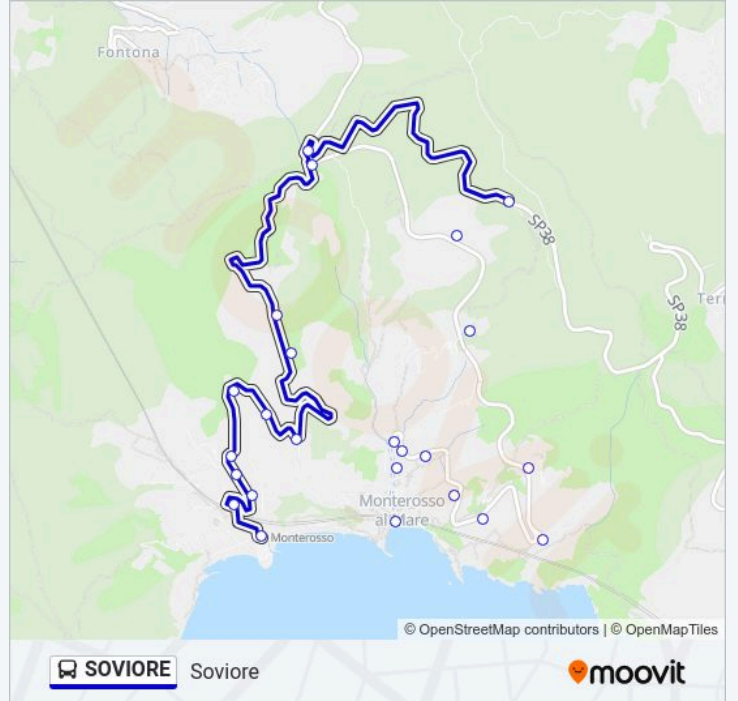 Fontona
SP38
SP38
Terr
Monterosso
al Mare
Monterosso
© OpenStreetMap contributors | © OpenMapTiles
SOVIORE Soviore
moovit